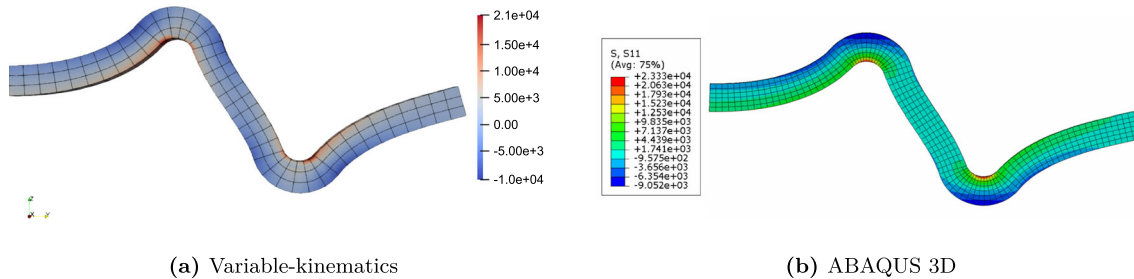 2.1e+04
1.50e+4
1.00e+4
5.00e+3
0.00
-5.00e+3
-1.0e+04
z
x
y
S, S11
(Avg: 75%)
+2.333e+04
+2.063e+04
+1.793e+04
+1.523e+04
+1.253e+04
+9.835e+03
+7.137e+03
+4.439e+03
+1.741e+03
-9.575e+02
-3.656e+03
-6.354e+03
-9.052e+03
(a) Variable-kinematics
(b) ABAQUS 3D